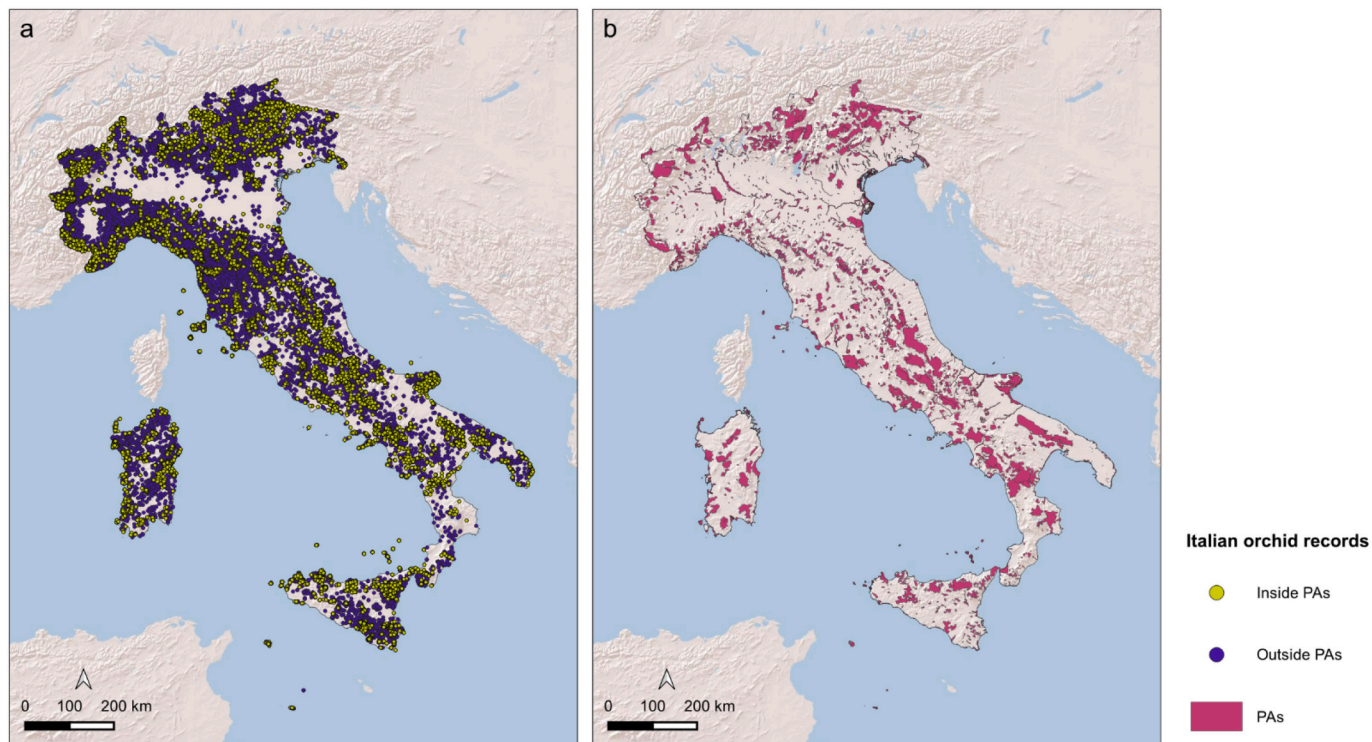 a
b
0 100 200 km
0 100 200 km
Italian orchid records
Inside PAs
Outside PAs
PAs